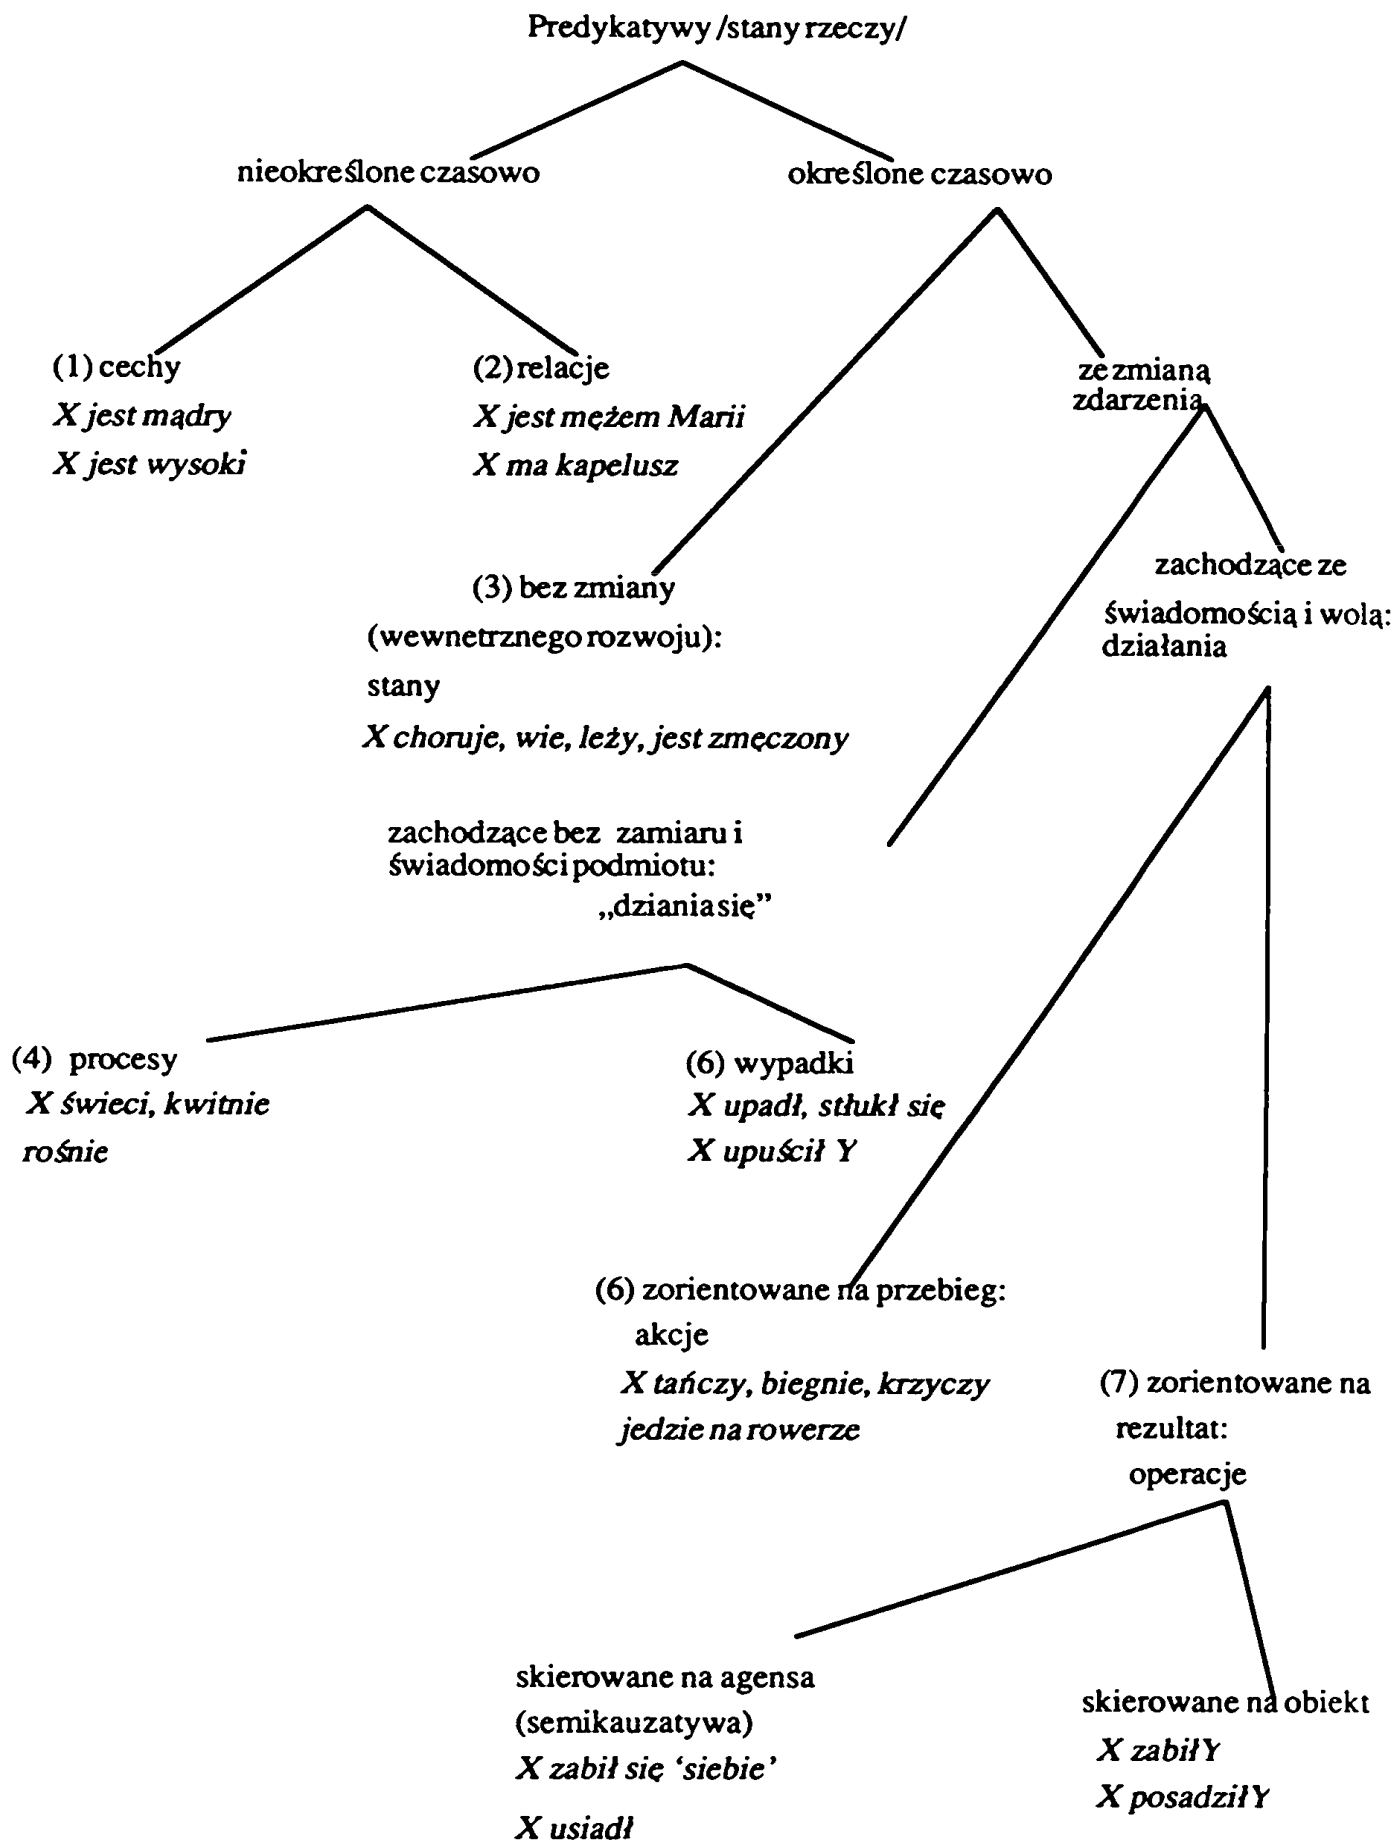 Predykatywy /stany rzeczy/
nieokreślone czasowo
określone czasowo
(1) cechy
X jest mądry
X jest wysoki
(2) relacje
X jest mężem Marii
X ma kapelusz
ze zmianą
zdarzenia
(3) bez zmiany
(wewnetrznego rozwoju):
stany
X choruje, wie, leży, jest zmęczony
zachodzące ze
świadomością i wolą:
działania
zachodzące bez zamiaru i
świadomości podmiotu:
„dziania się”
(4) procesy
X świeci, kwitnie
rośnie
(6) wypadki
X upadł, stłukł się
X upuścił Y
(6) zorientowane na przebieg:
akcje
X tańczy, biegnie, krzyczy
jedzie na rowerze
(7) zorientowane na
rezultat:
operacje
skierowane na agensa
(semikauzatywa)
X zabił się ‘siebie’
X usiadł
skierowane na obiekt
X zabił Y
X posadził Y